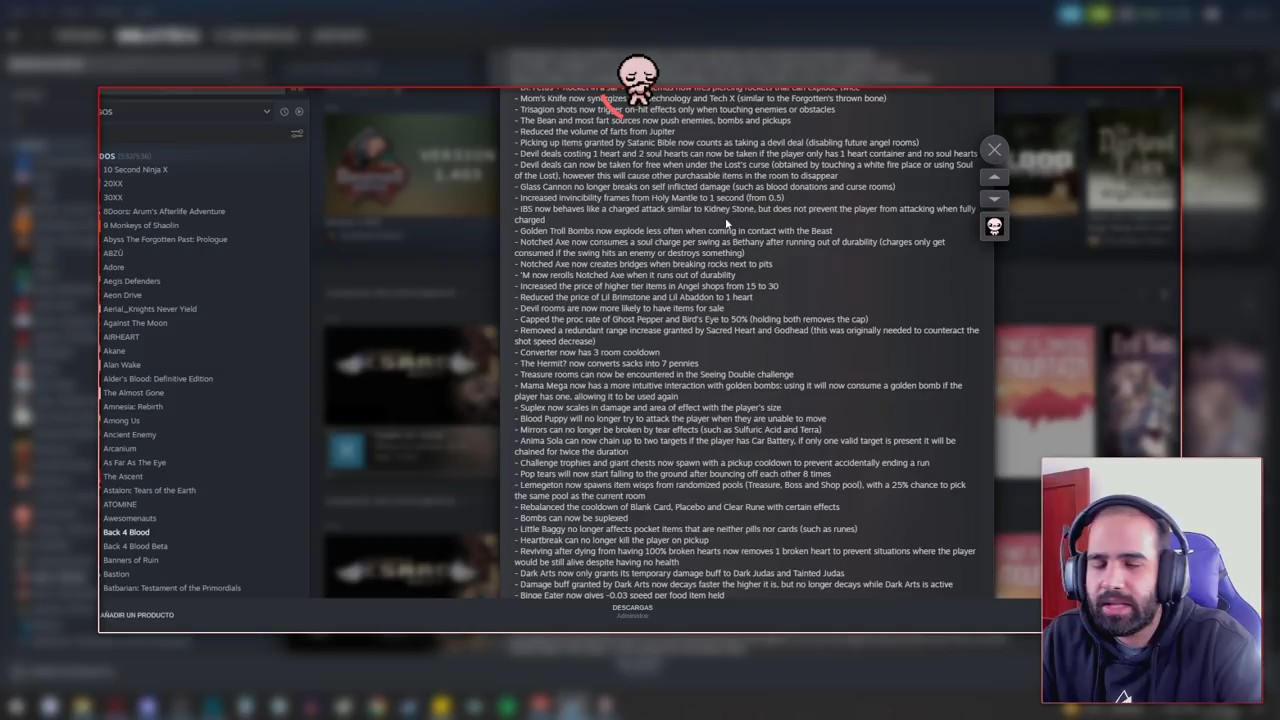 BIBLIOTECA
VERSION
GOS
DOS (532/536)
10 Second Ninja X
20XX
30XX
8Doors: Arum's Afterlife Adventure
9 Monkeys of Shaolin
Abyss The Forgotten Past: Prologue
ABZÛ
Adore
Aegis Defenders
Aeon Drive
Aerial_Knights Never Yield
Against The Moon
AIRHEART
Akane
Alan Wake
Alder's Blood: Definitive Edition
The Almost Gone
Amnesia: Rebirth
Among Us
Ancient Enemy
Arcanium
As Far As The Eye
The Ascent
Astalon: Tears of the Earth
ATOMINE
Awesomenauts
Back 4 Blood
Back 4 Blood Beta
Banners of Ruin
Bastion
Batbarian: Testament of the Primordials
AÑADIR UN PRODUCTO
- Mom's Knife now synergizes Technology and Tech X (similar to the Forgotten's thrown bone)
- Trisagion shots now trigger on-hit effects only when touching enemies or obstacles
- The Bean and most fart sources now push enemies, bombs and pickups
- Reduced the volume of farts from Jupiter
- Picking up items granted by Satanic Bible now counts as taking a devil deal (disabling future angel rooms)
- Devil deals costing 1 heart and 2 soul hearts can now be taken if the player only has 1 heart container and no soul hearts
- Devil deals can now be taken for free when under the Lost's curse (obtained by touching a white fire place or using Soul
of the Lost), however this will cause other purchasable items in the room to disappear
- Glass Cannon no longer breaks on self inflicted damage (such as blood donations and curse rooms)
- Increased invincibility frames from Holy Mantle to 1 second (from 0.5)
- IBS now behaves like a charged attack similar to Kidney Stone, but does not prevent the player from attacking when fully
charged
- Golden Troll Bombs now explode less often when coming in contact with the Beast
- Notched Axe now consumes a soul charge per swing as Bethany after running out of durability (charges only get
consumed if the swing hits an enemy or destroys something)
- Notched Axe now creates bridges when breaking rocks next to pits
- 'M now rerolls Notched Axe when it runs out of durability
- Increased the price of higher tier items in Angel shops from 15 to 30
- Reduced the price of Lil Brimstone and Lil Abaddon to 1 heart
- Devil rooms are now more likely to have items for sale
- Capped the proc rate of Ghost Pepper and Bird's Eye to 50% (holding both removes the cap)
- Removed a redundant range increase granted by Sacred Heart and Godhead (this was originally needed to counteract the
shot speed decrease)
- Converter now has 3 room cooldown
- The Hermit? now converts sacks into 7 pennies
- Treasure rooms can now be encountered in the Seeing Double challenge
- Mama Mega now has a more intuitive interaction with golden bombs: using it will now consume a golden bomb if the
player has one, allowing it to be used again
- Suplex now scales in damage and area of effect with the player's size
- Blood Puppy will no longer try to attack the player when they are unable to move
- Mirrors can no longer be broken by tear effects (such as Sulfuric Acid and Terra)
- Anima Sola can now chain up to two targets if the player has Car Battery, if only one valid target is present it will be
chained for twice the duration
- Challenge trophies and giant chests now spawn with a pickup cooldown to prevent accidentally ending a run
- Pop tears will now start falling to the ground after bouncing off each other 8 times
- Lemegeton now spawns item wisps from randomized pools (Treasure, Boss and Shop pool), with a 25% chance to pick
the same pool as the current room
- Rebalanced the cooldown of Blank Card, Placebo and Clear Rune with certain effects
- Bombs can now be suplexed
- Little Baggy no longer affects pocket items that are neither pills nor cards (such as runes)
- Heartbreak can no longer kill the player on pickup
- Reviving after dying from having 100% broken hearts now removes 1 broken heart to prevent situations where the player
would be still alive despite having no health
- Dark Arts now only grants its temporary damage buff to Dark Judas and Tainted Judas
- Damage buff granted by Dark Arts now decays faster the higher it is, but no longer decays while Dark Arts is active
- Binge Eater now gives -0.03 speed per food item held
DESCARGAS
Administrar